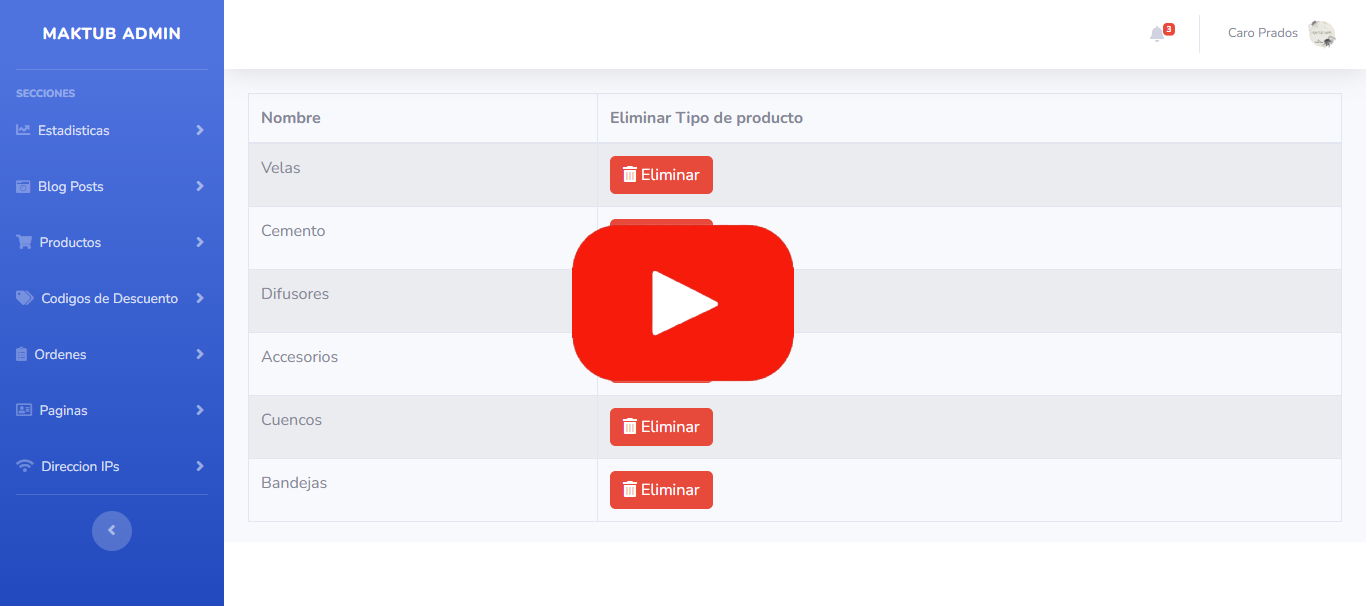 MAKTUB ADMIN
3
Caro Prados
SECCIONES
Estadisticas
Blog Posts
Productos
Codigos de Descuento
Ordenes
Paginas
Direccion IPs
Nombre Eliminar Tipo de producto
Velas Eliminar
Cemento
Difusores
Accesorios
Cuencos Eliminar
Bandejas Eliminar